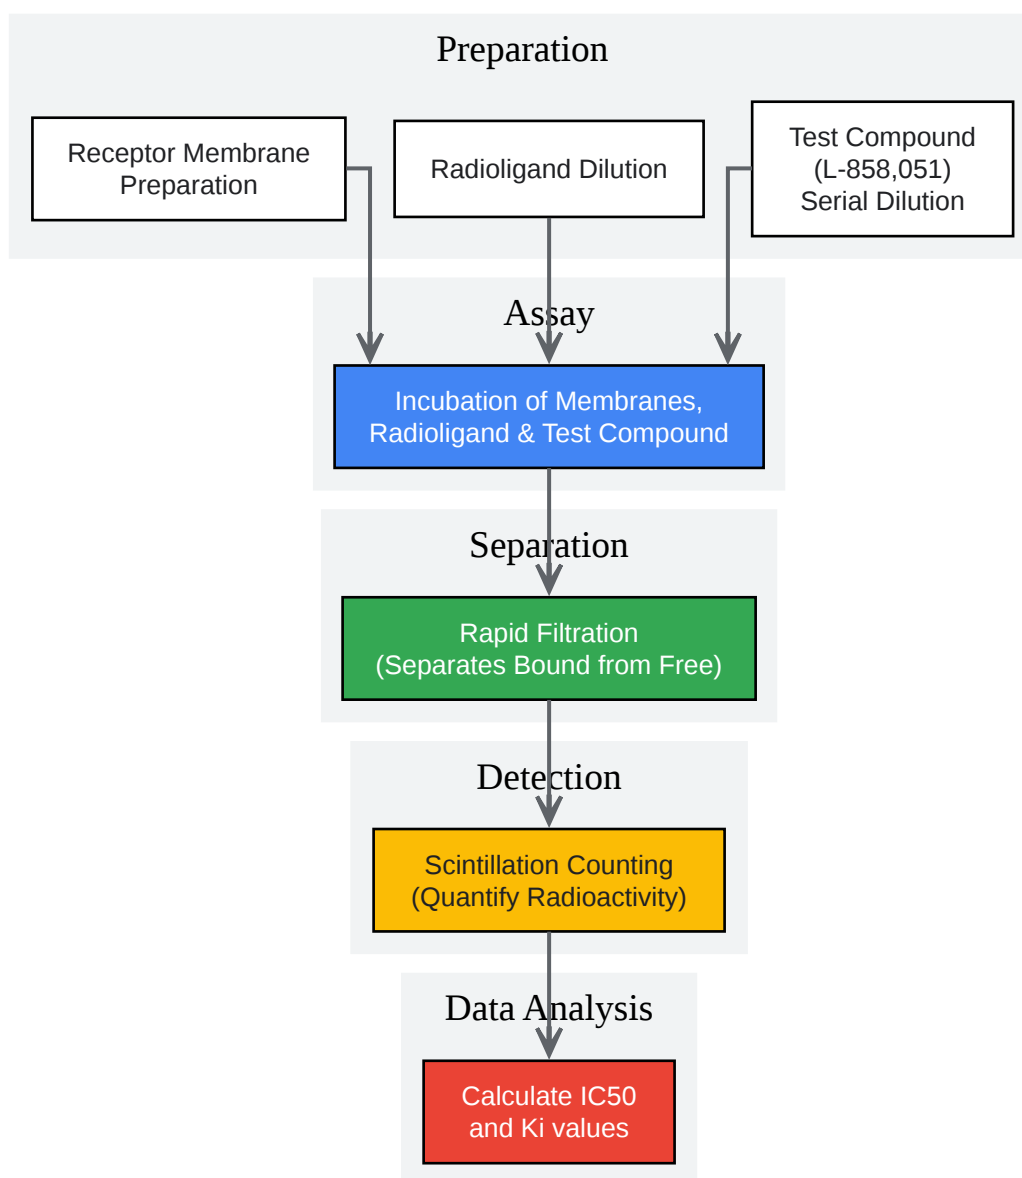 Preparation
Receptor Membrane
Preparation
Radioligand Dilution
Test Compound
(L-858,051)
Serial Dilution
Assay
Incubation of Membranes,
Radioligand & Test Compound
Separation
Rapid Filtration
(Separates Bound from Free)
Detection
Scintillation Counting
(Quantify Radioactivity)
Data Analysis
Calculate IC50
and Ki values